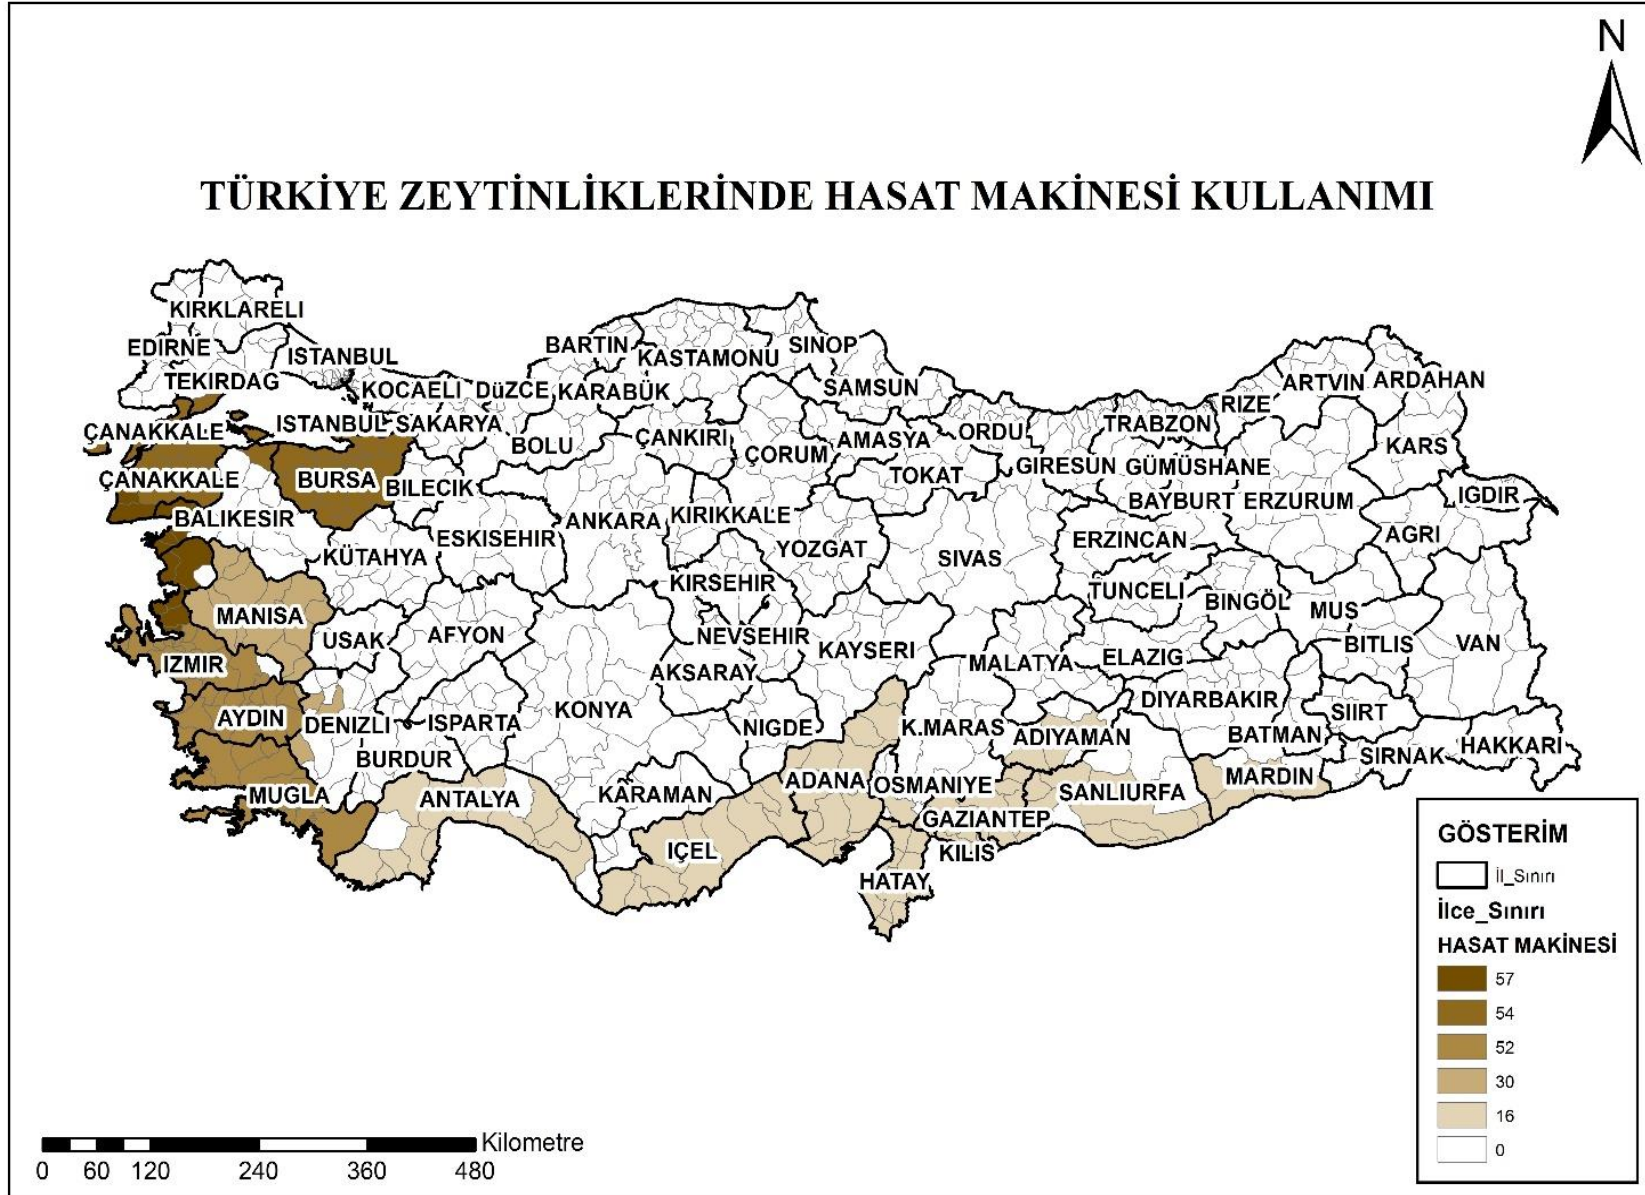 N
TÜRKİYE ZEYTİNLİKLERİNDE HASAT MAKİNESİ KULLANIMI
KIRKLARELI
EDIRNE
TEKIRDAG
ISTANBUL
KOCAELI
DüZCE
BARTIN
KARABÜK
KASTAMONU
SINOP
SAMSUN
ARTVIN
ARDAHAN
RIZE
TRABZON
ÇANAKKALE
ISTANBUL
SAKARYA
BOLU
ÇANKIRI
ÇORUM
AMASYA
ORDU
TOKAT
GIRESUN
GÜMÜSHANE
KARS
ÇANAKKALE
BURSA
BILECIK
BAYBURT
ERZURUM
IGDIR
BALIKESIR
ESKISEHIR
ANKARA
KIRIKKALE
YOZGAT
SIVAS
ERZINCAN
AGRI
KÜTAHYA
KIRSEHIR
TUNCELI
BINGÖL
MUS
MANISA
USAK
AFYON
NEVSEHIR
KAYSERI
BITLIS
VAN
IZMIR
AKSARAY
MALATYA
ELAZIG
AYDIN
DENIZLI
ISPARTA
KONYA
NIGDE
K.MARAS
ADIYAMAN
DIYARBAKIR
SIIRT
BATMAN
BURDUR
SIRNAK
HAKKARI
MUGLA
ANTALYA
KARAMAN
ADANA
OSMANIYE
SANLIURFA
MARDIN
GAZIANTEP
IÇEL
KILIS
HATAY
GÖSTERİM
İl_Sınırı
İlce_Sınırı
HASAT MAKİNESİ
57
54
52
30
16
0
Kilometre
0 60 120 240 360 480